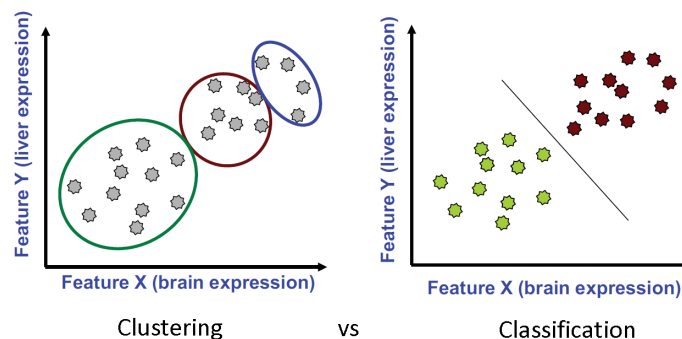 Feature Y (liver expression)
Feature X (brain expression)
Feature Y (liver expression)
Feature X (brain expression)
Clustering vs Classification